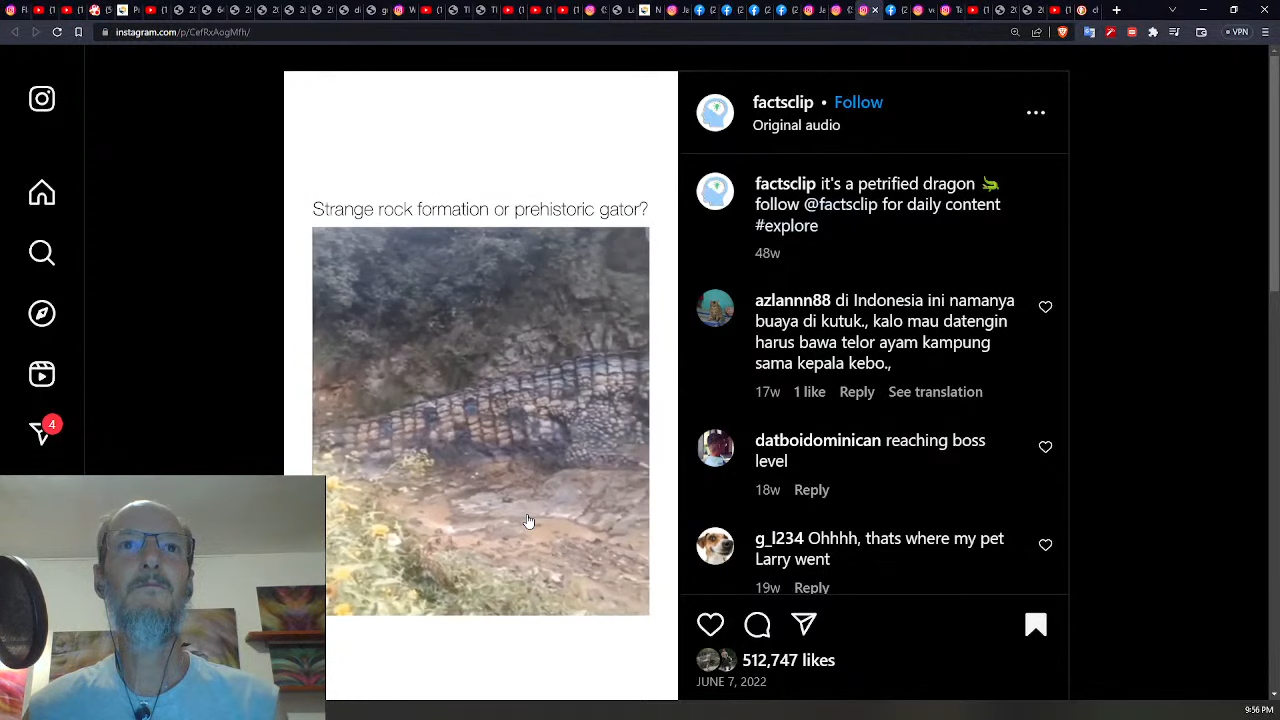 instagram.com/p/CefRxAogMfh/
VPN
factsclip • Follow
Original audio
Strange rock formation or prehistoric gator?
factsclip it's a petrified dragon
follow @factsclip for daily content
#explore
48w
azlannn88 di Indonesia ini namanya
buaya di kutuk., kalo mau datengin
harus bawa telor ayam kampung
sama kepala kebo.,
17w 1 like Reply See translation
4
datboidominican reaching boss
level
18w Reply
g_l234 Ohhhh, thats where my pet
Larry went
19w Reply
512,747 likes
JUNE 7, 2022
9:56 PM